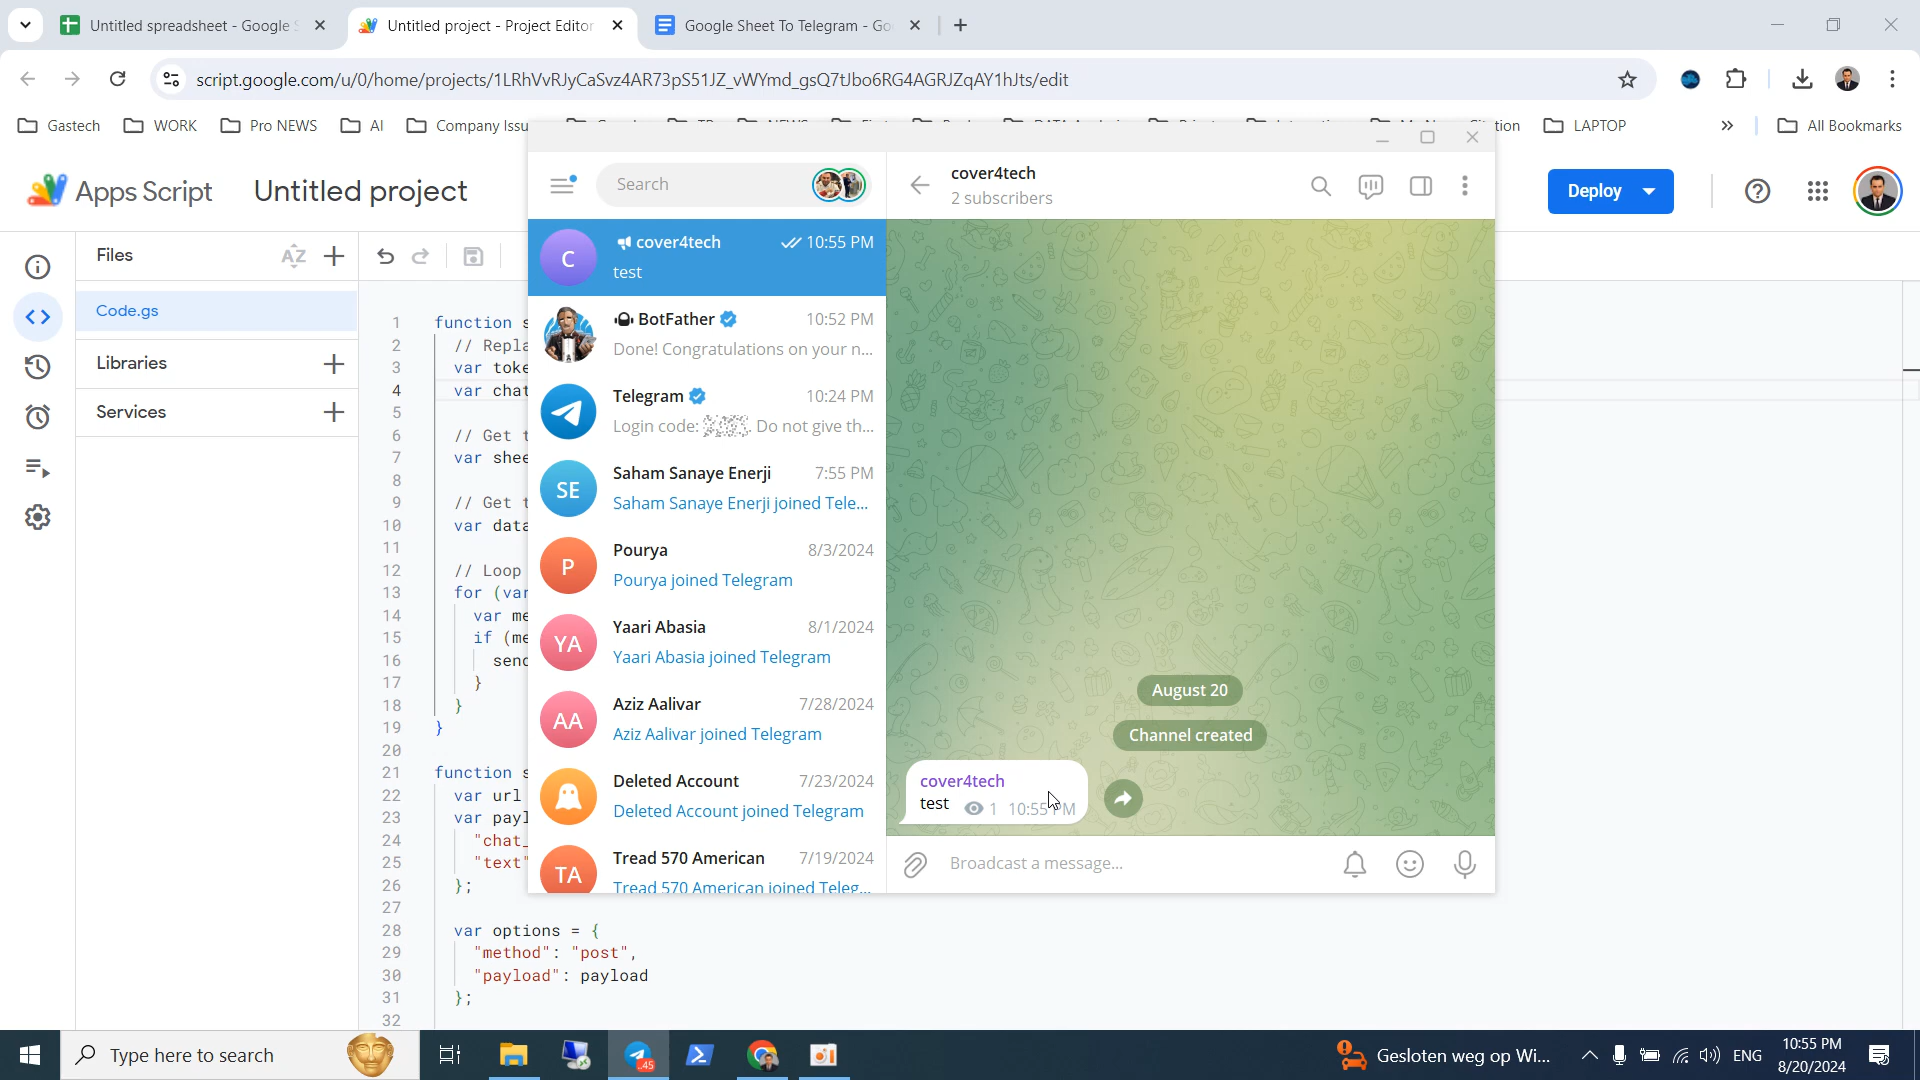 Untitled spreadsheet - Google S
Untitled project - Project Editor
Google Sheet To Telegram - Go
script.google.com/u/0/home/projects/1LRhVvRJyCaSvz4AR73pS51JZ_vWYmd_gsQ7tJbo6RG4AGRJZqAY1hJts/edit
Gastech
WORK
Pro NEWS
AI
Company Issu
tion
LAPTOP
All Bookmarks
Apps Script
Untitled project
Deploy
Files
AZ
Code.gs
Libraries
Services
1 function s
2 // Repla
3 var toke
4 var chat
5
6 // Get t
7 var shee
8
9 // Get t
10 var data
11
12 // Loop
13 for (var
14 var me
15 if (me
16 send
17 }
18 }
19 }
20
21 function s
22 var url
23 var payl
24 "chat_
25 "text"
26 };
27
28 var options = {
29 "method": "post",
30 "payload": payload
31 };
32
Search
C
cover4tech
10:55 PM
test
BotFather
10:52 PM
Done! Congratulations on your n...
Telegram
10:24 PM
Login code: . Do not give th...
SE
Saham Sanaye Enerji
7:55 PM
Saham Sanaye Enerji joined Tele...
P
Pourya
8/3/2024
Pourya joined Telegram
YA
Yaari Abasia
8/1/2024
Yaari Abasia joined Telegram
AA
Aziz Aalivar
7/28/2024
Aziz Aalivar joined Telegram
Deleted Account
7/23/2024
Deleted Account joined Telegram
TA
Tread 570 American
7/19/2024
Tread 570 American joined Teleg...
cover4tech
2 subscribers
August 20
Channel created
cover4tech
test 1 10:55 PM
Broadcast a message...
Type here to search
45
Gesloten weg op Wi...
ENG
10:55 PM
8/20/2024